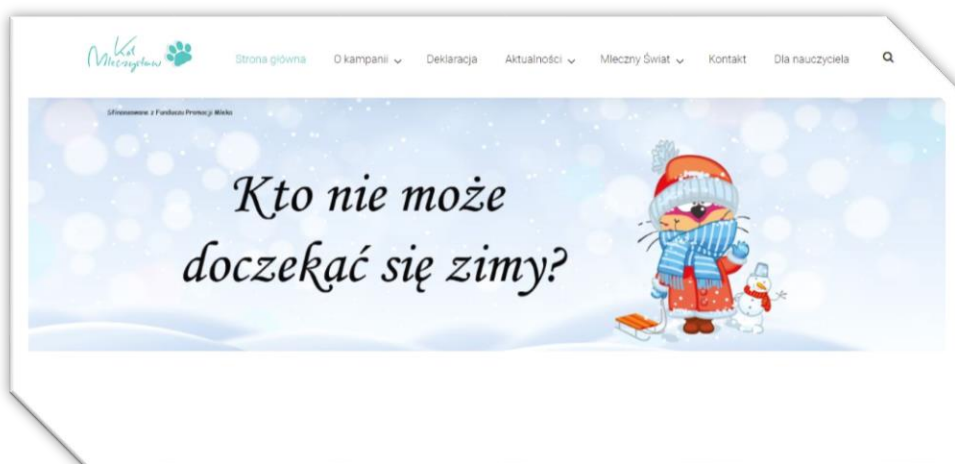 Kot
Mleczysław
Strona główna O kampanii Deklaracja Aktualności Mleczny Świat Kontakt Dla nauczyciela
Sfinansowane z Funduszu Promocji Mleka
Kto nie może
doczekać się zimy?